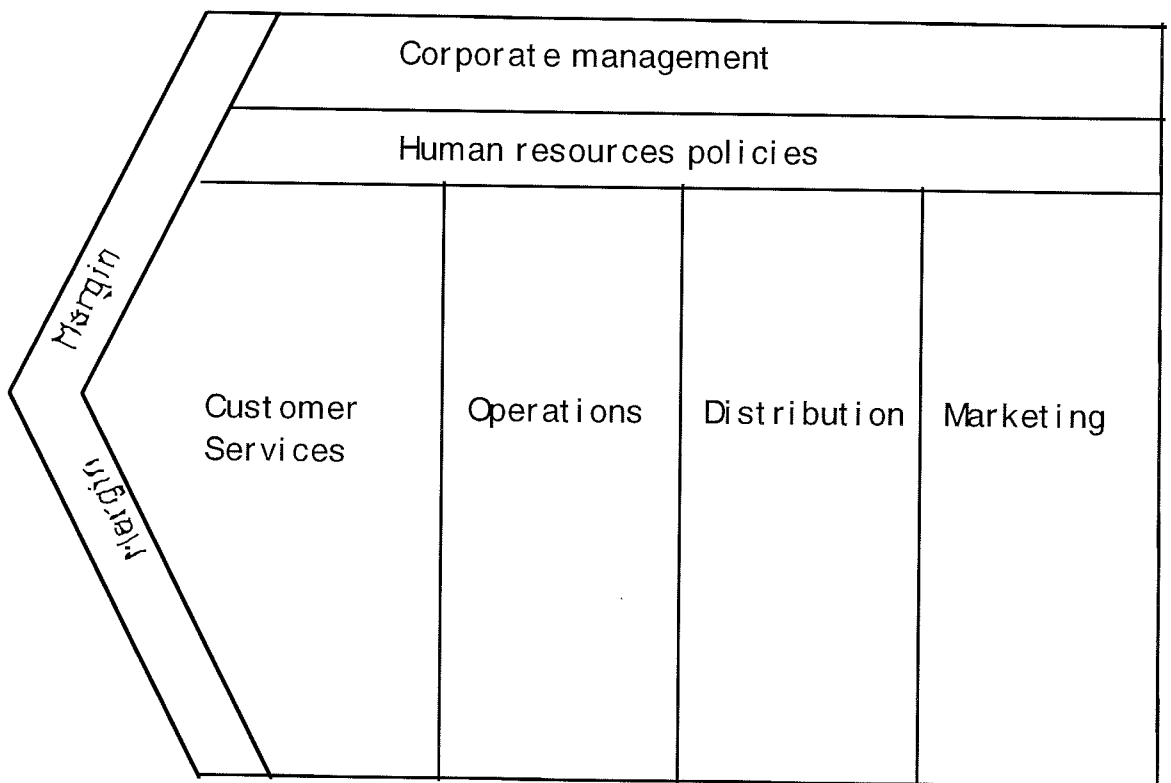 Corporate management
Human resources policies
Margin
Customer
Services
Operations
Distribution
Marketing
Margin